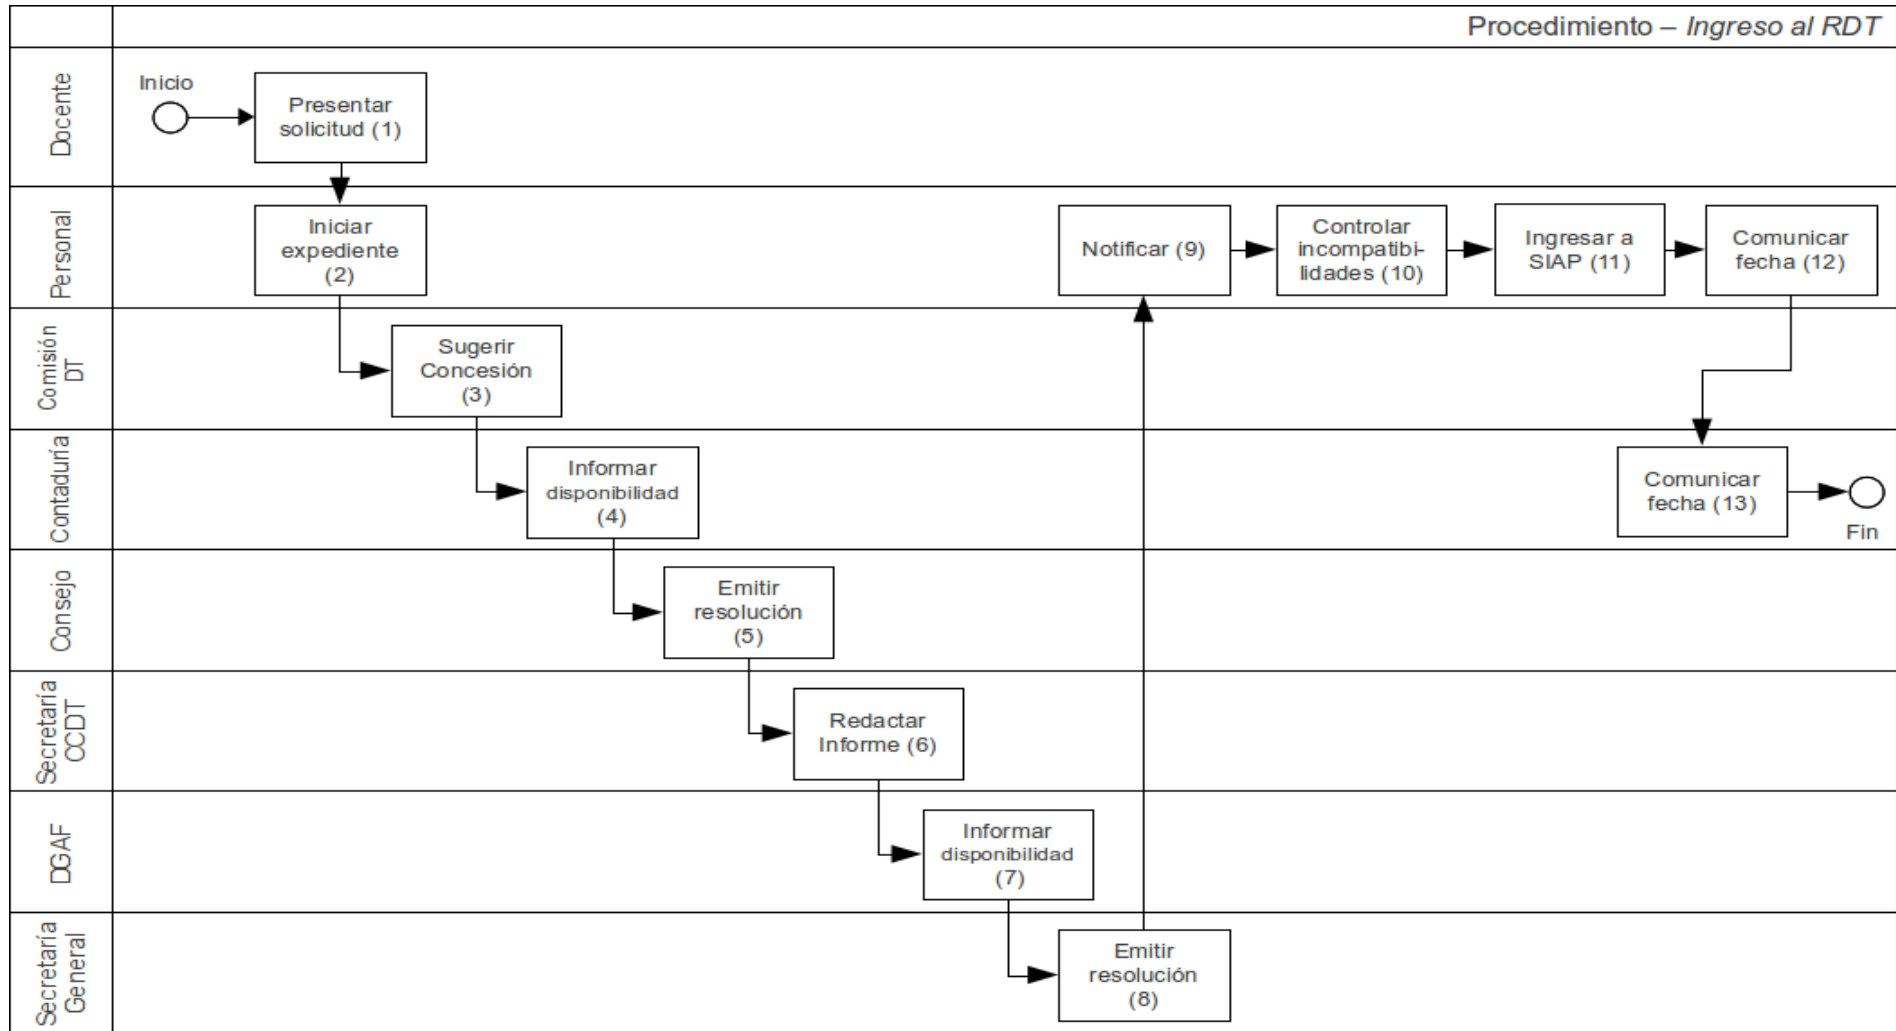 Procedimiento – Ingreso al RDT
Docente
Inicio
Presentar
solicitud (1)
Personal
Iniciar
expediente
(2)
Notificar (9)
Controlar
incompatibi-
lidades (10)
Ingresar a
SIAP (11)
Comunicar
fecha (12)
Comisión
DT
Sugerir
Concesión
(3)
Contaduría
Informar
disponibilidad
(4)
Comunicar
fecha (13)
Fin
Consejo
Emitir
resolución
(5)
Secretaría
CCDT
Redactar
Informe (6)
DGAF
Informar
disponibilidad
(7)
Secretaría
General
Emitir
resolución
(8)